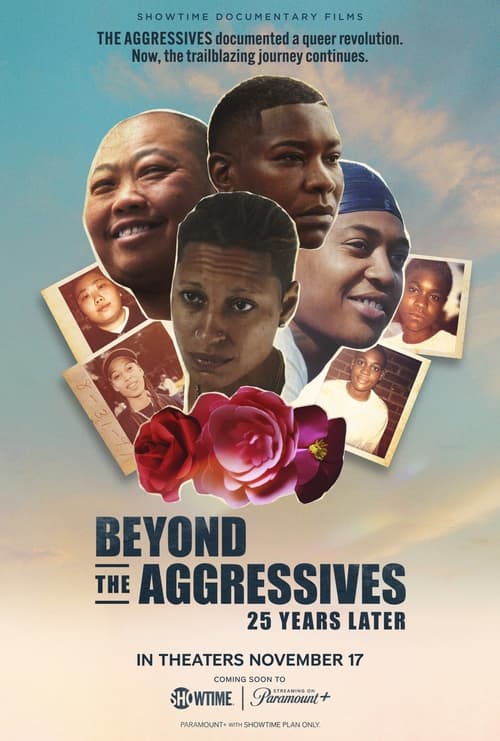 SHOWTIME DOCUMENTARY FILMS
THE AGGRESSIVES documented a queer revolution.
Now, the trailblazing journey continues.
BEYOND
THE AGGRESSIVES
25 YEARS LATER
IN THEATERS NOVEMBER 17
COMING SOON TO
SHOWTIME | STREAMING ON Paramount+
PARAMOUNT+ WITH SHOWTIME PLAN ONLY.